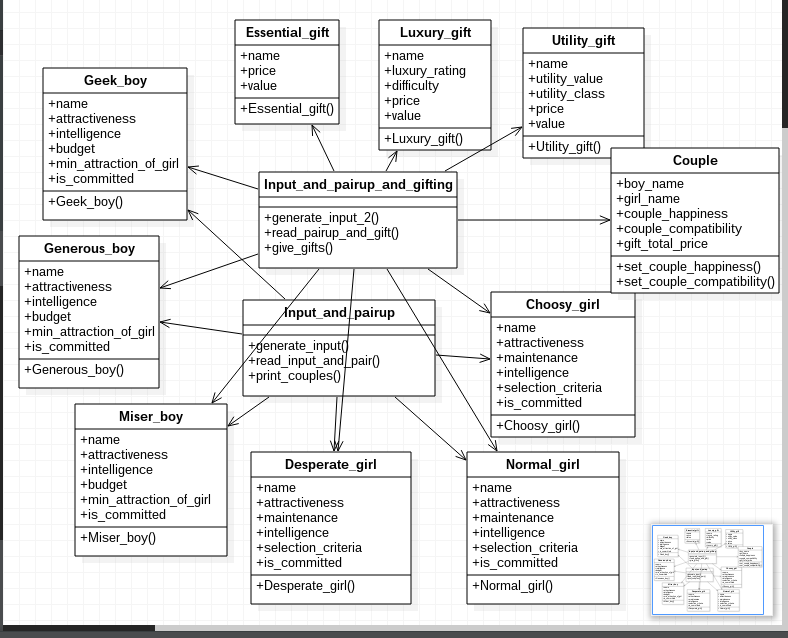 Essential_gift
+name
+price
+value
+Essential_gift()
Luxury_gift
+name
+luxury_rating
+difficulty
+price
+value
+Luxury_gift()
Utility_gift
+name
+utility_value
+utility_class
+price
+value
+Utility_gift()
Geek_boy
+name
+attractiveness
+intelligence
+budget
+min_attraction_of_girl
+is_committed
+Geek_boy()
Input_and_pairup_and_gifting
+generate_input_2()
+read_pairup_and_gift()
+give_gifts()
Couple
+boy_name
+girl_name
+couple_happiness
+couple_compatibility
+gift_total_price
+set_couple_happiness()
+set_couple_compatibility()
Generous_boy
+name
+attractiveness
+intelligence
+budget
+min_attraction_of_girl
+is_committed
+Generous_boy()
Input_and_pairup
+generate_input()
+read_input_and_pair()
+print_couples()
Choosy_girl
+name
+attractiveness
+maintenance
+intelligence
+selection_criteria
+is_committed
+Choosy_girl()
Miser_boy
+name
+attractiveness
+intelligence
+budget
+min_attraction_of_girl
+is_committed
+Miser_boy()
Desperate_girl
+name
+attractiveness
+maintenance
+intelligence
+selection_criteria
+is_committed
+Desperate_girl()
Normal_girl
+name
+attractiveness
+maintenance
+intelligence
+selection_criteria
+is_committed
+Normal_girl()